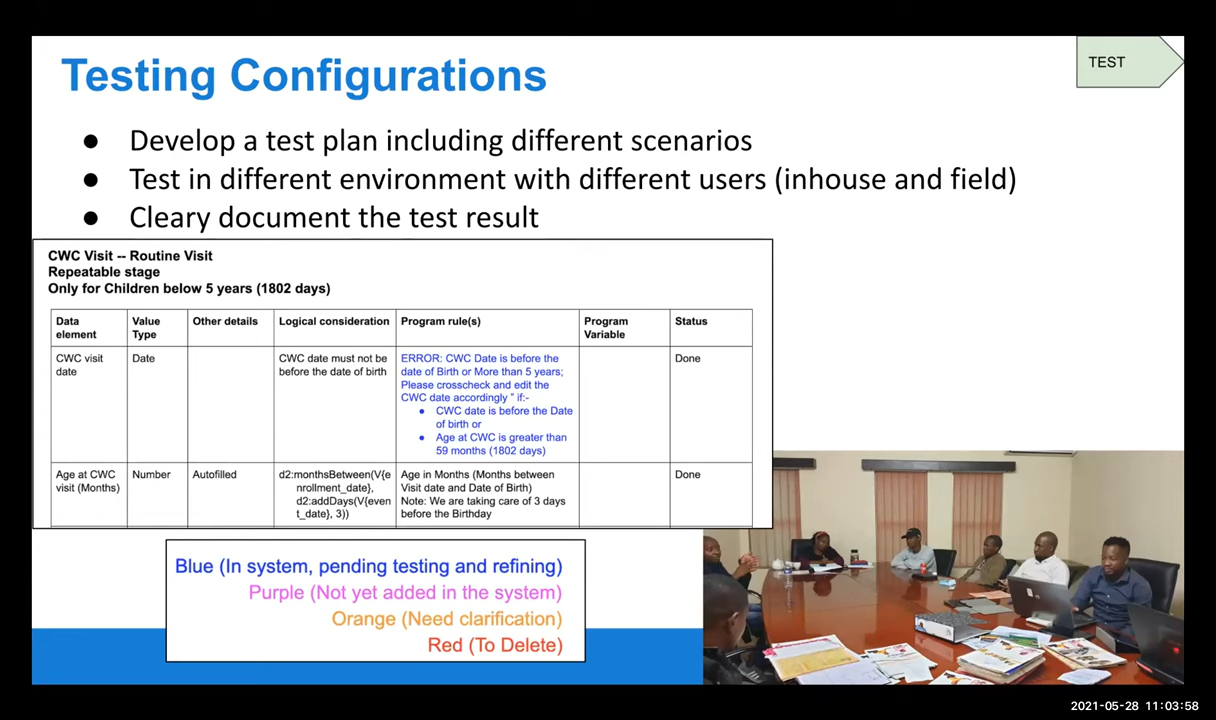 Testing Configurations
TEST
● Develop a test plan including different scenarios
● Test in different environment with different users (inhouse and field)
● Cleary document the test result
CWC Visit -- Routine Visit
Repeatable stage
Only for Children below 5 years (1802 days)
Data element
Value Type
Other details
Logical consideration
Program rule(s)
Program Variable
Status
CWC visit
date
Date
CWC date must not be
before the date of birth
ERROR: CWC Date is before the
date of Birth or More than 5 years;
Please crosscheck and edit the
CWC date accordingly " if:-
● CWC date is before the Date
of birth or
● Age at CWC is greater than
59 months (1802 days)
Done
Age at CWC
visit (Months)
Number
Autofilled
d2:monthsBetween(V{e
nrollment_date},
d2:addDays(V{even
t_date}, 3))
Age in Months (Months between
Visit date and Date of Birth)
Note: We are taking care of 3 days
before the Birthday
Done
Blue (In system, pending testing and refining)
Purple (Not yet added in the system)
Orange (Need clarification)
Red (To Delete)
2021-05-28 11:03:58